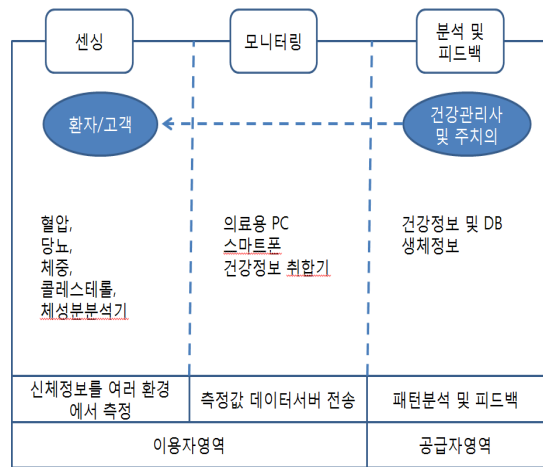 센싱
모니터링
분석 및
피드백
환자/고객
건강관리사
및 주치의
혈압,
당뇨,
체중,
콜레스테롤,
체성분분석기
의료용 PC
스마트폰
건강정보 취합기
건강정보 및 DB
생체정보
신체정보를 여러 환경
에서 측정
측정값 데이터서버 전송
패턴분석 및 피드백
이용자영역
공급자영역